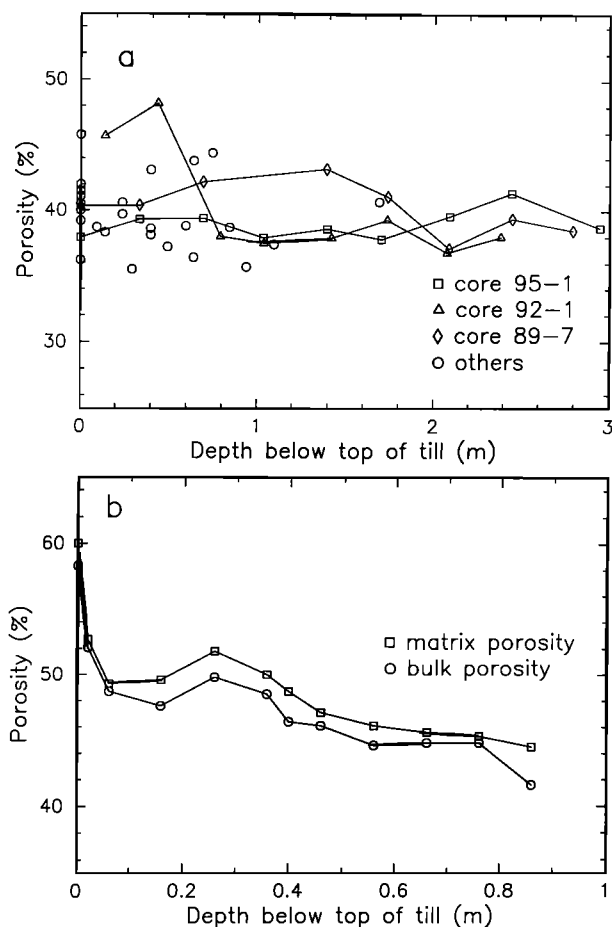 a
50
40
30
Porosity (%)
core 95-1
core 92-1
core 89-7
others
0
1
2
3
Depth below top of till (m)
b
60
50
40
Porosity (%)
matrix porosity
bulk porosity
0
0.2
0.4
0.6
0.8
1
Depth below top of till (m)